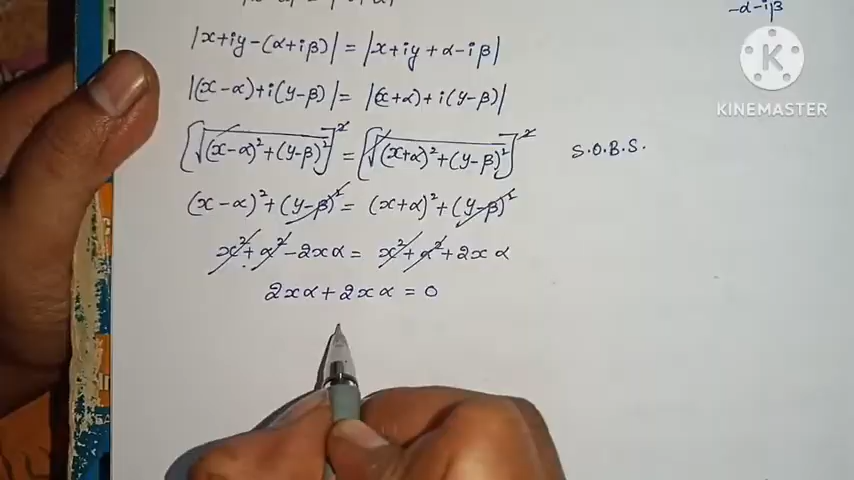 -α-iβ
|x+iy-(α+iβ)| = |x+iy+α-iβ|
|(x-α)+i(y-β)| = |(x+α)+i(y-β)|
[√(x-α)²+(y-β)²]² = [√(x+α)²+(y-β)²]² S.O.B.S.
(x-α)²+(y-β)² = (x+α)²+(y-β)²
x²+α²-2xα = x²+α²+2xα
2xα+2xα = 0
K
KINEMASTER